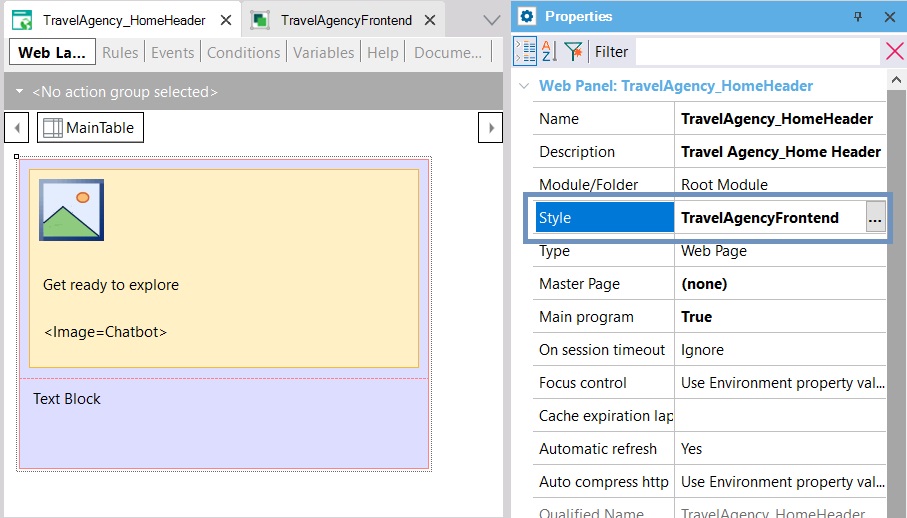 TravelAgency_HomeHeader
TravelAgencyFrontend
Web La...
Rules
Events
Conditions
Variables
Help
Docume...
<No action group selected>
MainTable
Get ready to explore
<Image=Chatbot>
Text Block
Properties
Filter
Web Panel: TravelAgency_HomeHeader
Name TravelAgency_HomeHeader
Description Travel Agency_Home Header
Module/Folder Root Module
Style TravelAgencyFrontend ...
Type Web Page
Master Page (none)
Main program True
On session timeout Ignore
Focus control Use Environment property val...
Cache expiration lap
Automatic refresh Yes
Auto compress http Use Environment property val...
Qualified Name TravelAgency_HomeHeader